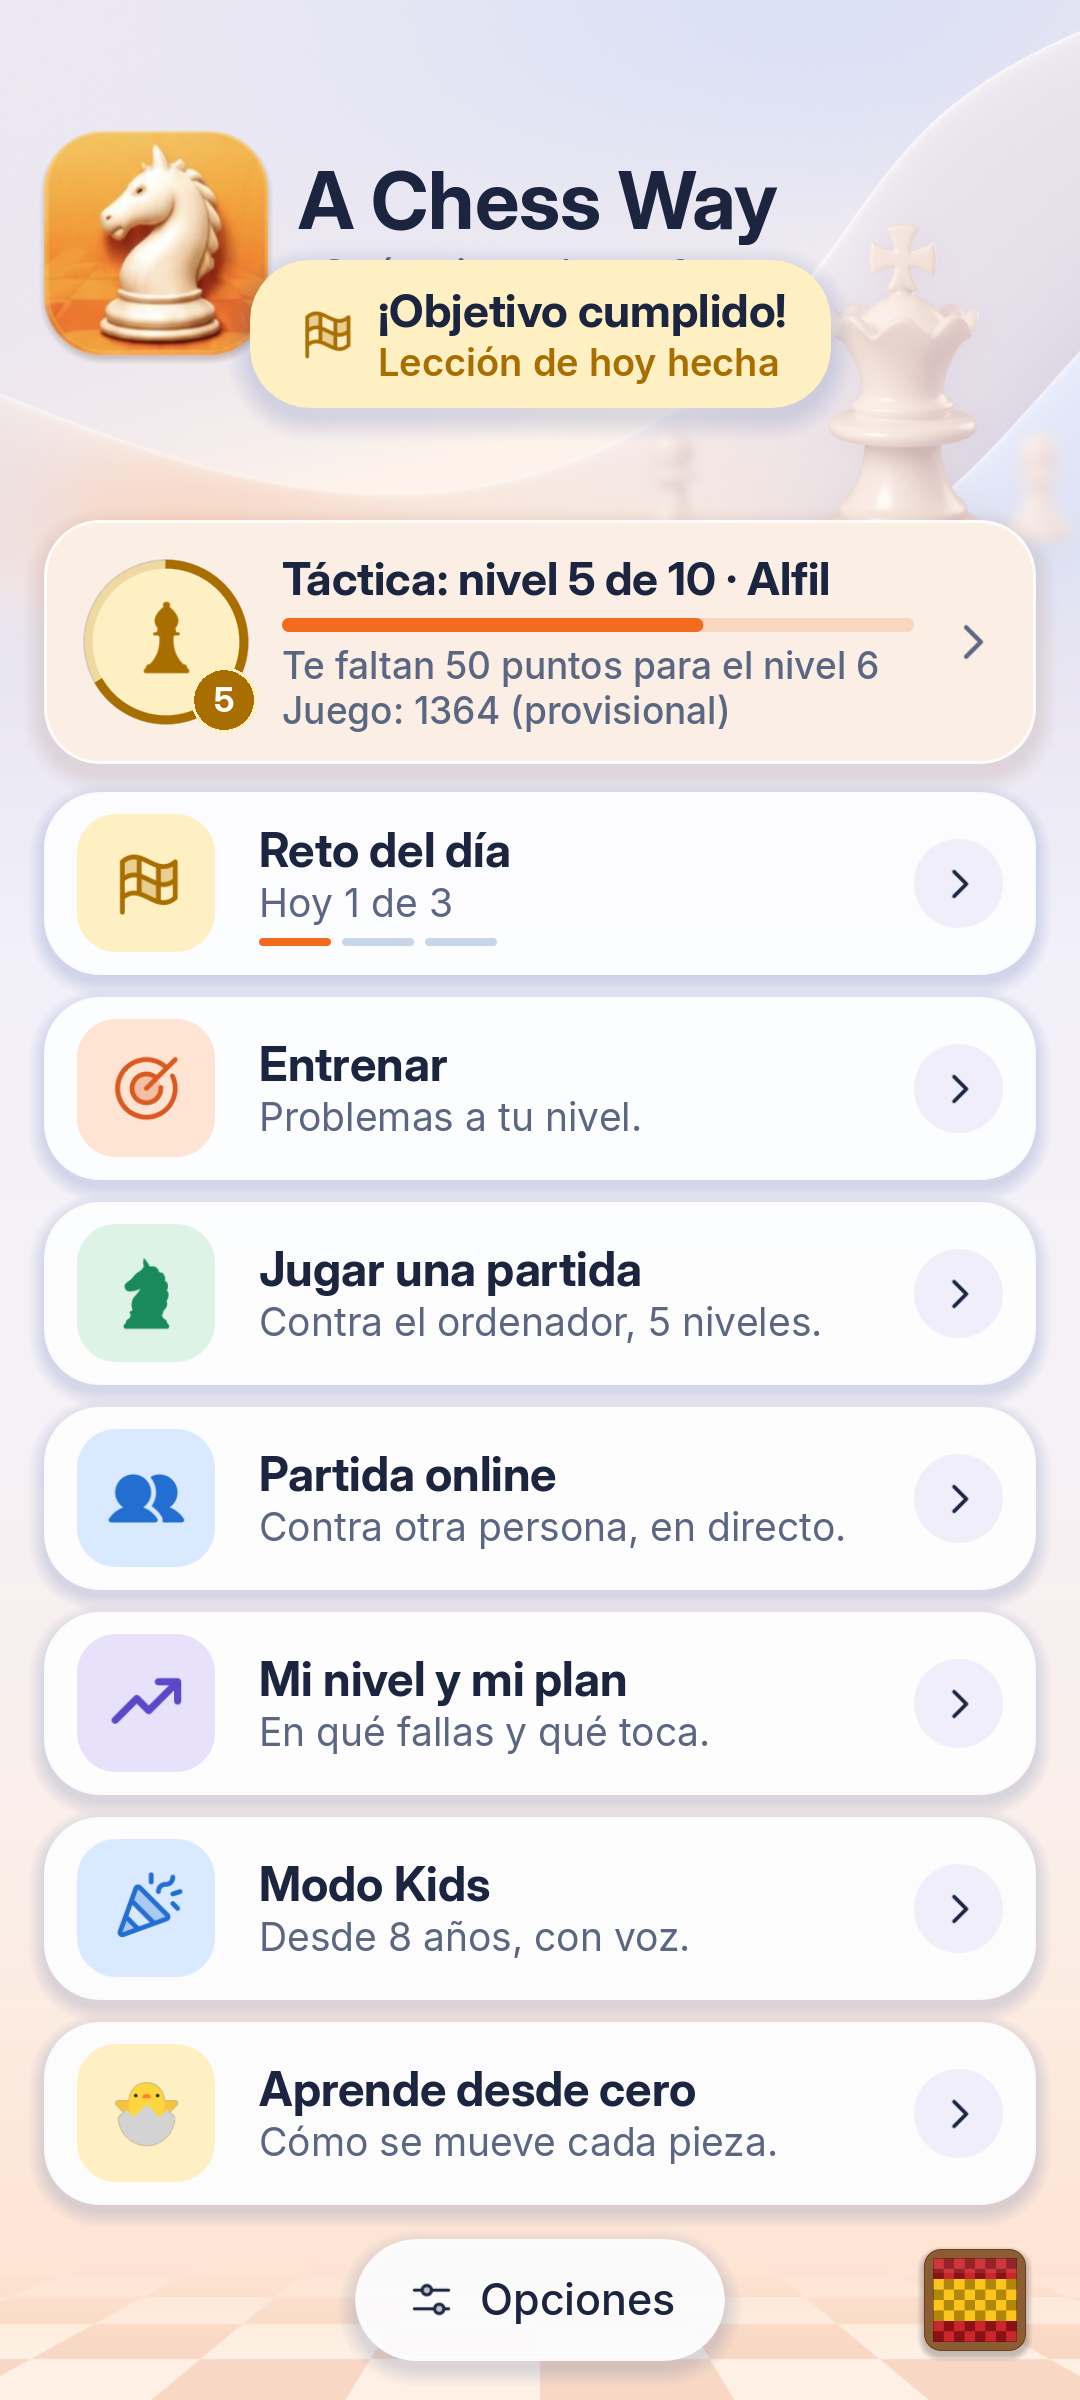 A Chess Way
¡Objetivo cumplido!
Lección de hoy hecha
Táctica: nivel 5 de 10 · Alfil
Te faltan 50 puntos para el nivel 6
Juego: 1364 (provisional)
5
Reto del día
Hoy 1 de 3
Entrenar
Problemas a tu nivel.
Jugar una partida
Contra el ordenador, 5 niveles.
Partida online
Contra otra persona, en directo.
Mi nivel y mi plan
En qué fallas y qué toca.
Modo Kids
Desde 8 años, con voz.
Aprende desde cero
Cómo se mueve cada pieza.
Opciones